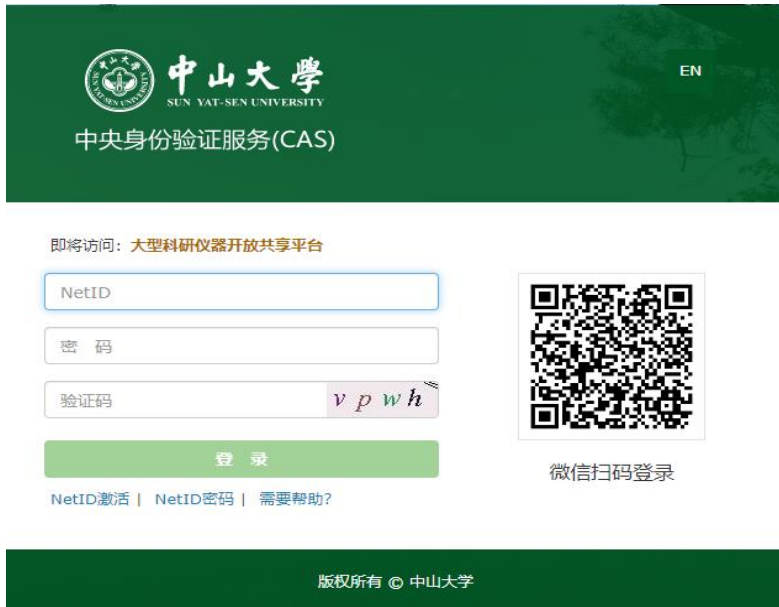 中山大學
SUN YAT-SEN UNIVERSITY
EN
中央身份验证服务(CAS)
即将访问：大型科研仪器开放共享平台
NetID
密 码
验证码
v p w h
登 录
微信扫码登录
NetID激活 | NetID密码 | 需要帮助?
版权所有 © 中山大学